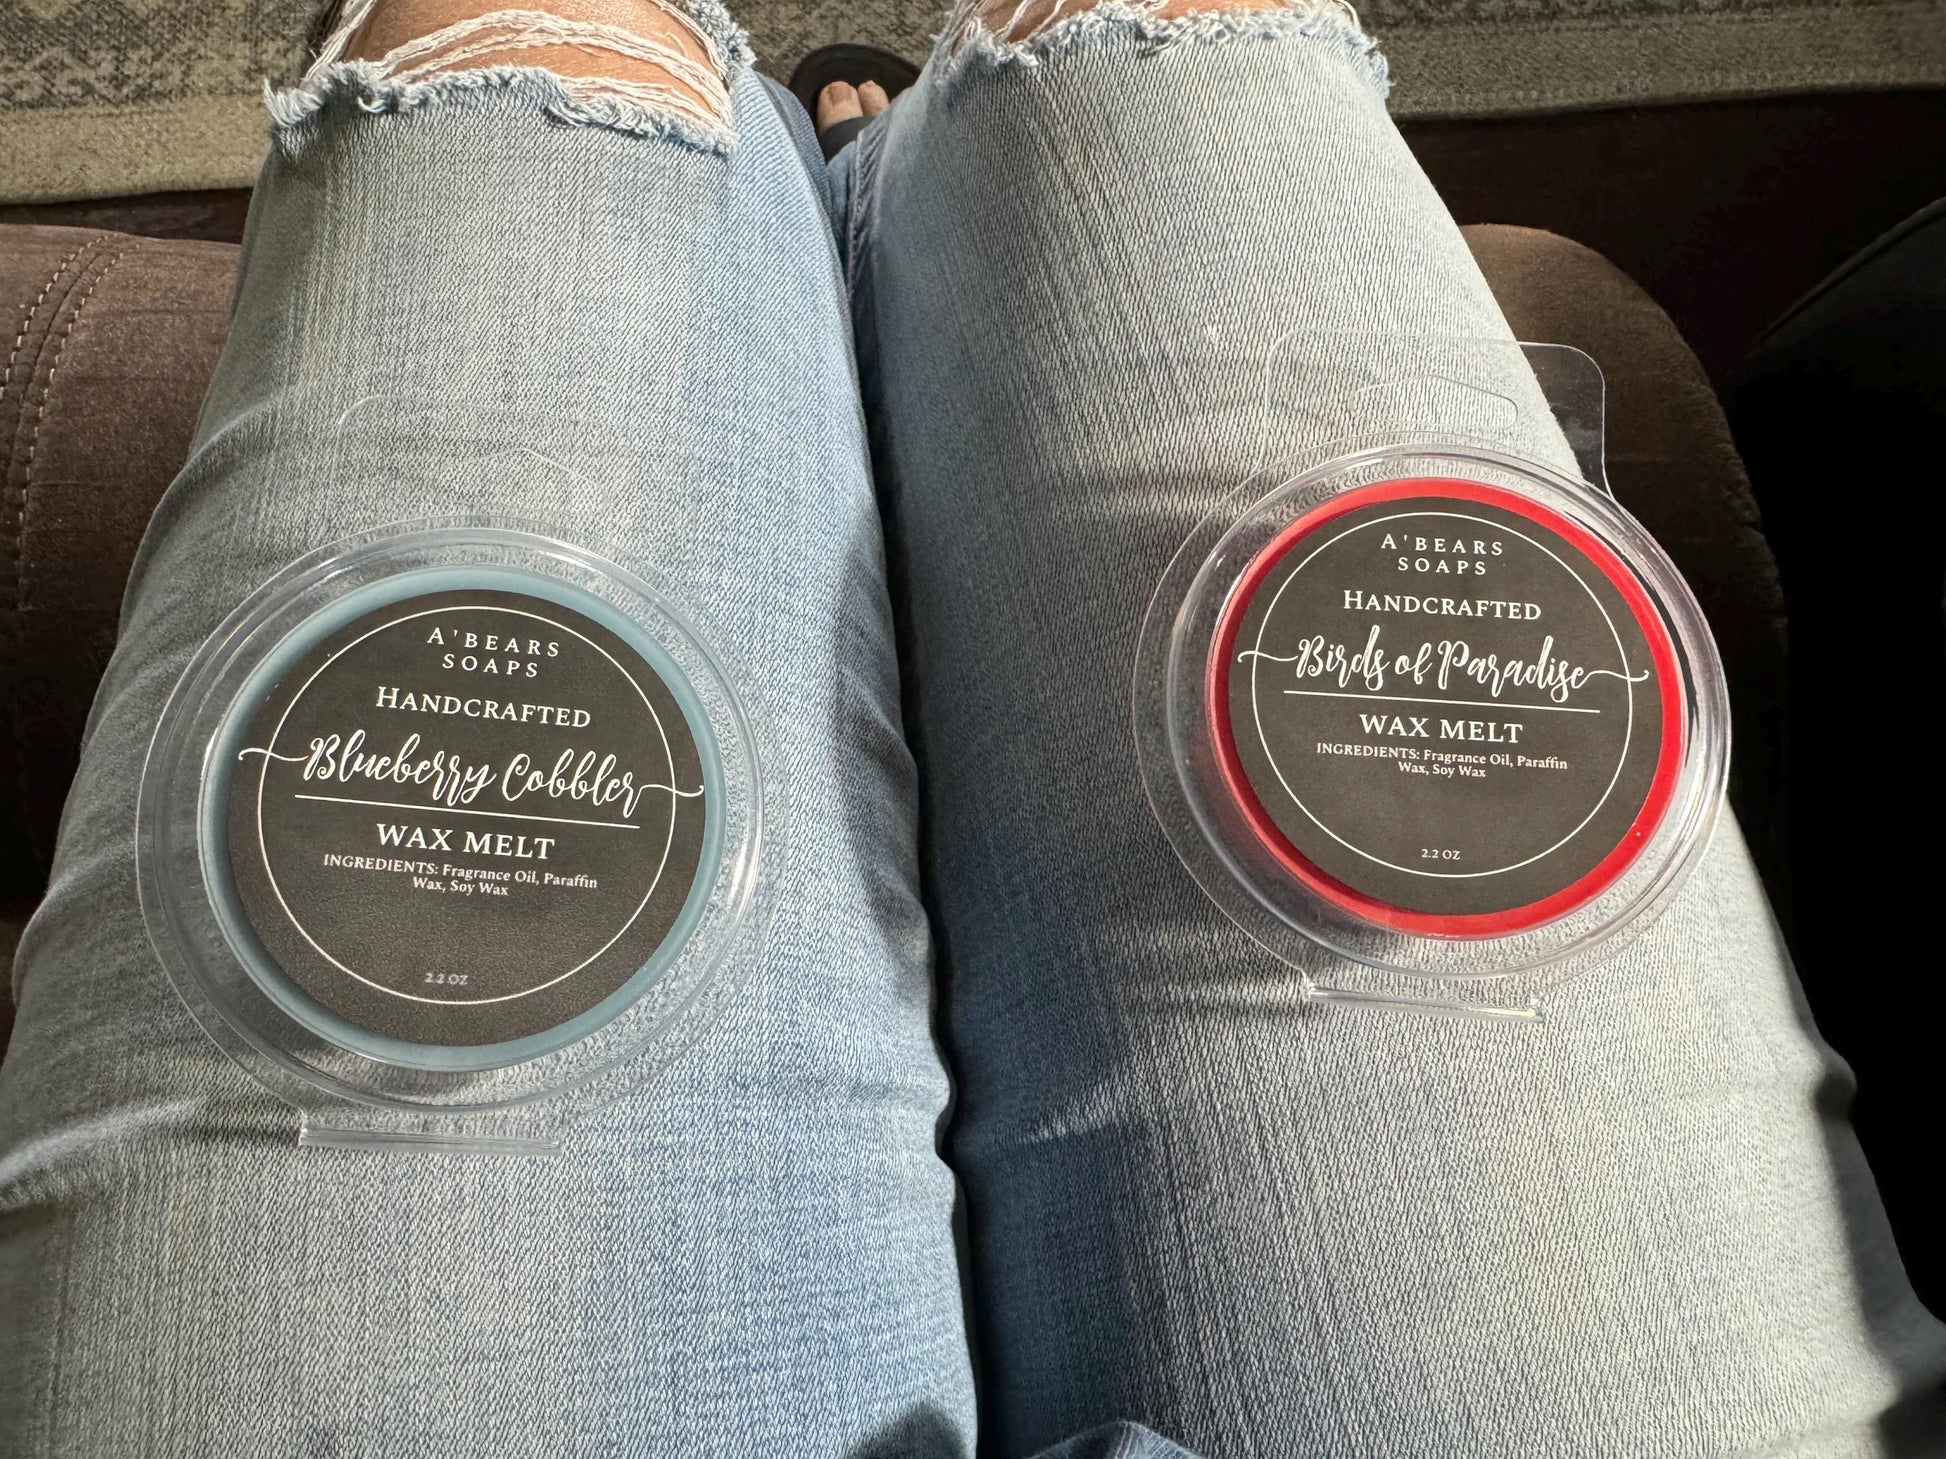 A'BEARS
SOAPS
HANDCRAFTED
Blueberry Cobbler
WAX MELT
INGREDIENTS: Fragrance Oil, Paraffin
Wax, Soy Wax
2.2 OZ
A'BEARS
SOAPS
HANDCRAFTED
Birds of Paradise
WAX MELT
INGREDIENTS: Fragrance Oil, Paraffin
Wax, Soy Wax
2.2 OZ